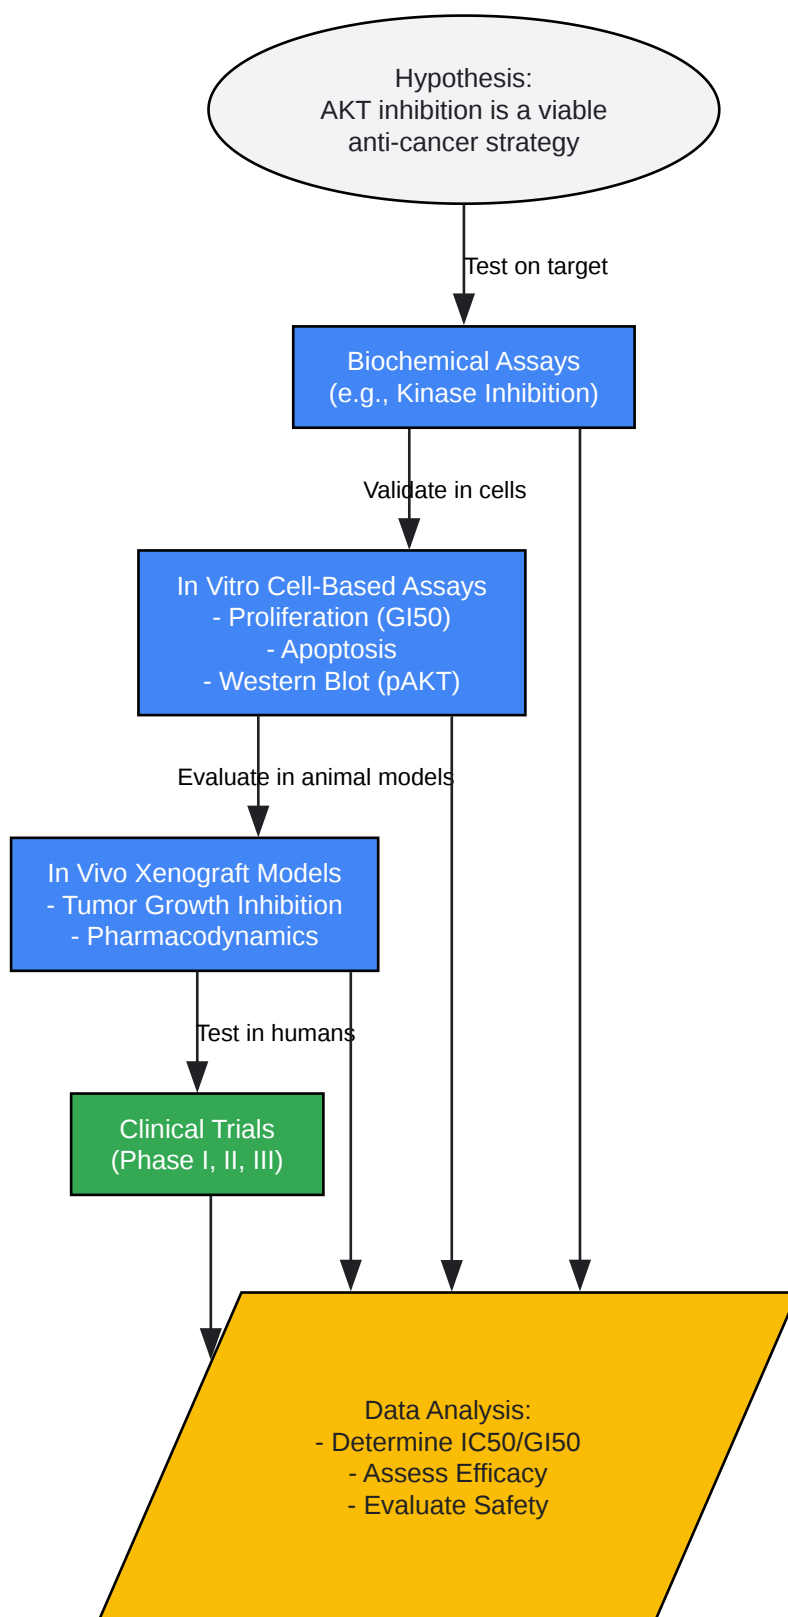 Hypothesis:
AKT inhibition is a viable
anti-cancer strategy
Test on target
Biochemical Assays
(e.g., Kinase Inhibition)
Validate in cells
In Vitro Cell-Based Assays
- Proliferation (GI50)
- Apoptosis
- Western Blot (pAKT)
Evaluate in animal models
In Vivo Xenograft Models
- Tumor Growth Inhibition
- Pharmacodynamics
Test in humans
Clinical Trials
(Phase I, II, III)
Data Analysis:
- Determine IC50/GI50
- Assess Efficacy
- Evaluate Safety